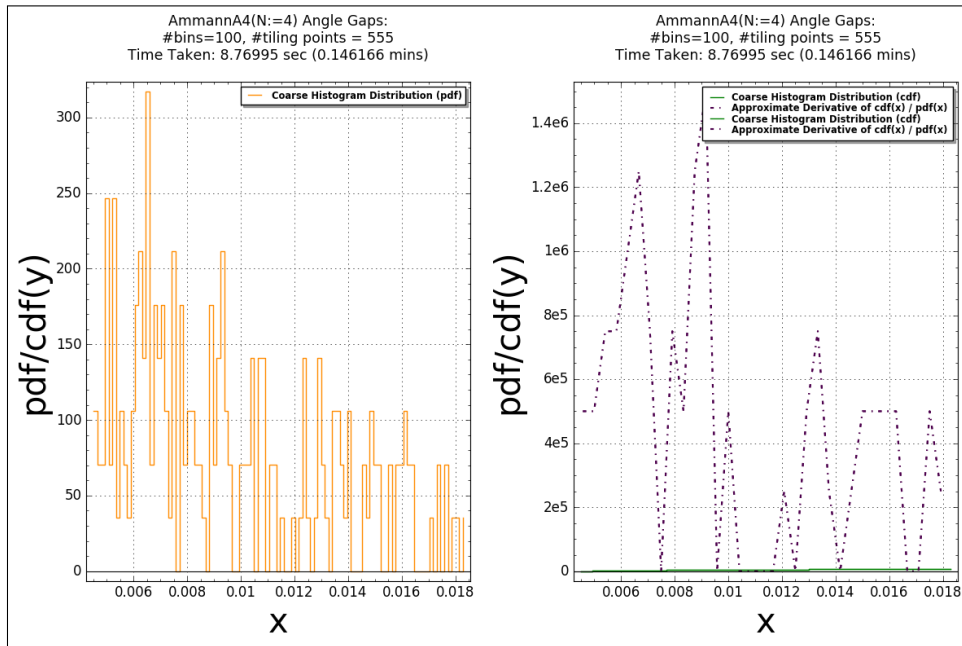 AmmannA4(N:=4) Angle Gaps:
#bins=100, #tiling points = 555
Time Taken: 8.76995 sec (0.146166 mins)
Coarse Histogram Distribution (pdf)
300
250
200
150
100
50
0
pdf/cdf(y)
0.006
0.008
0.01
0.012
0.014
0.016
0.018
x
AmmannA4(N:=4) Angle Gaps:
#bins=100, #tiling points = 555
Time Taken: 8.76995 sec (0.146166 mins)
Coarse Histogram Distribution (cdf)
Approximate Derivative of cdf(x) / pdf(x)
Coarse Histogram Distribution (cdf)
Approximate Derivative of cdf(x) / pdf(x)
1.4e6
1.2e6
1e6
8e5
6e5
4e5
2e5
0
pdf/cdf(y)
0.006
0.008
0.01
0.012
0.014
0.016
0.018
x